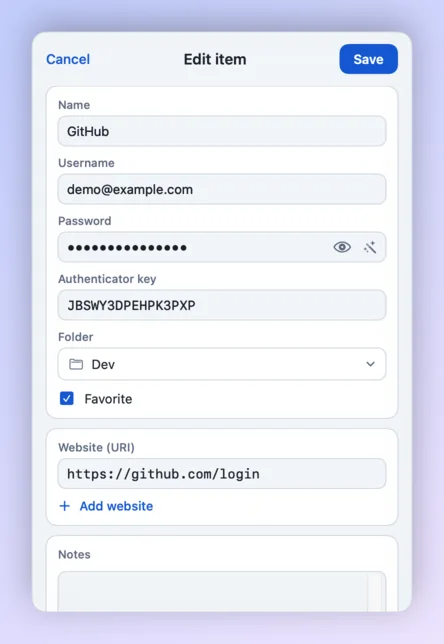 Cancel
Edit item
Save
Name
GitHub
Username
demo@example.com
Password
•••••••••••••••
Authenticator key
JBSWY3DPEHPK3PXP
Folder
Dev
Favorite
Website (URI)
https://github.com/login
+ Add website
Notes